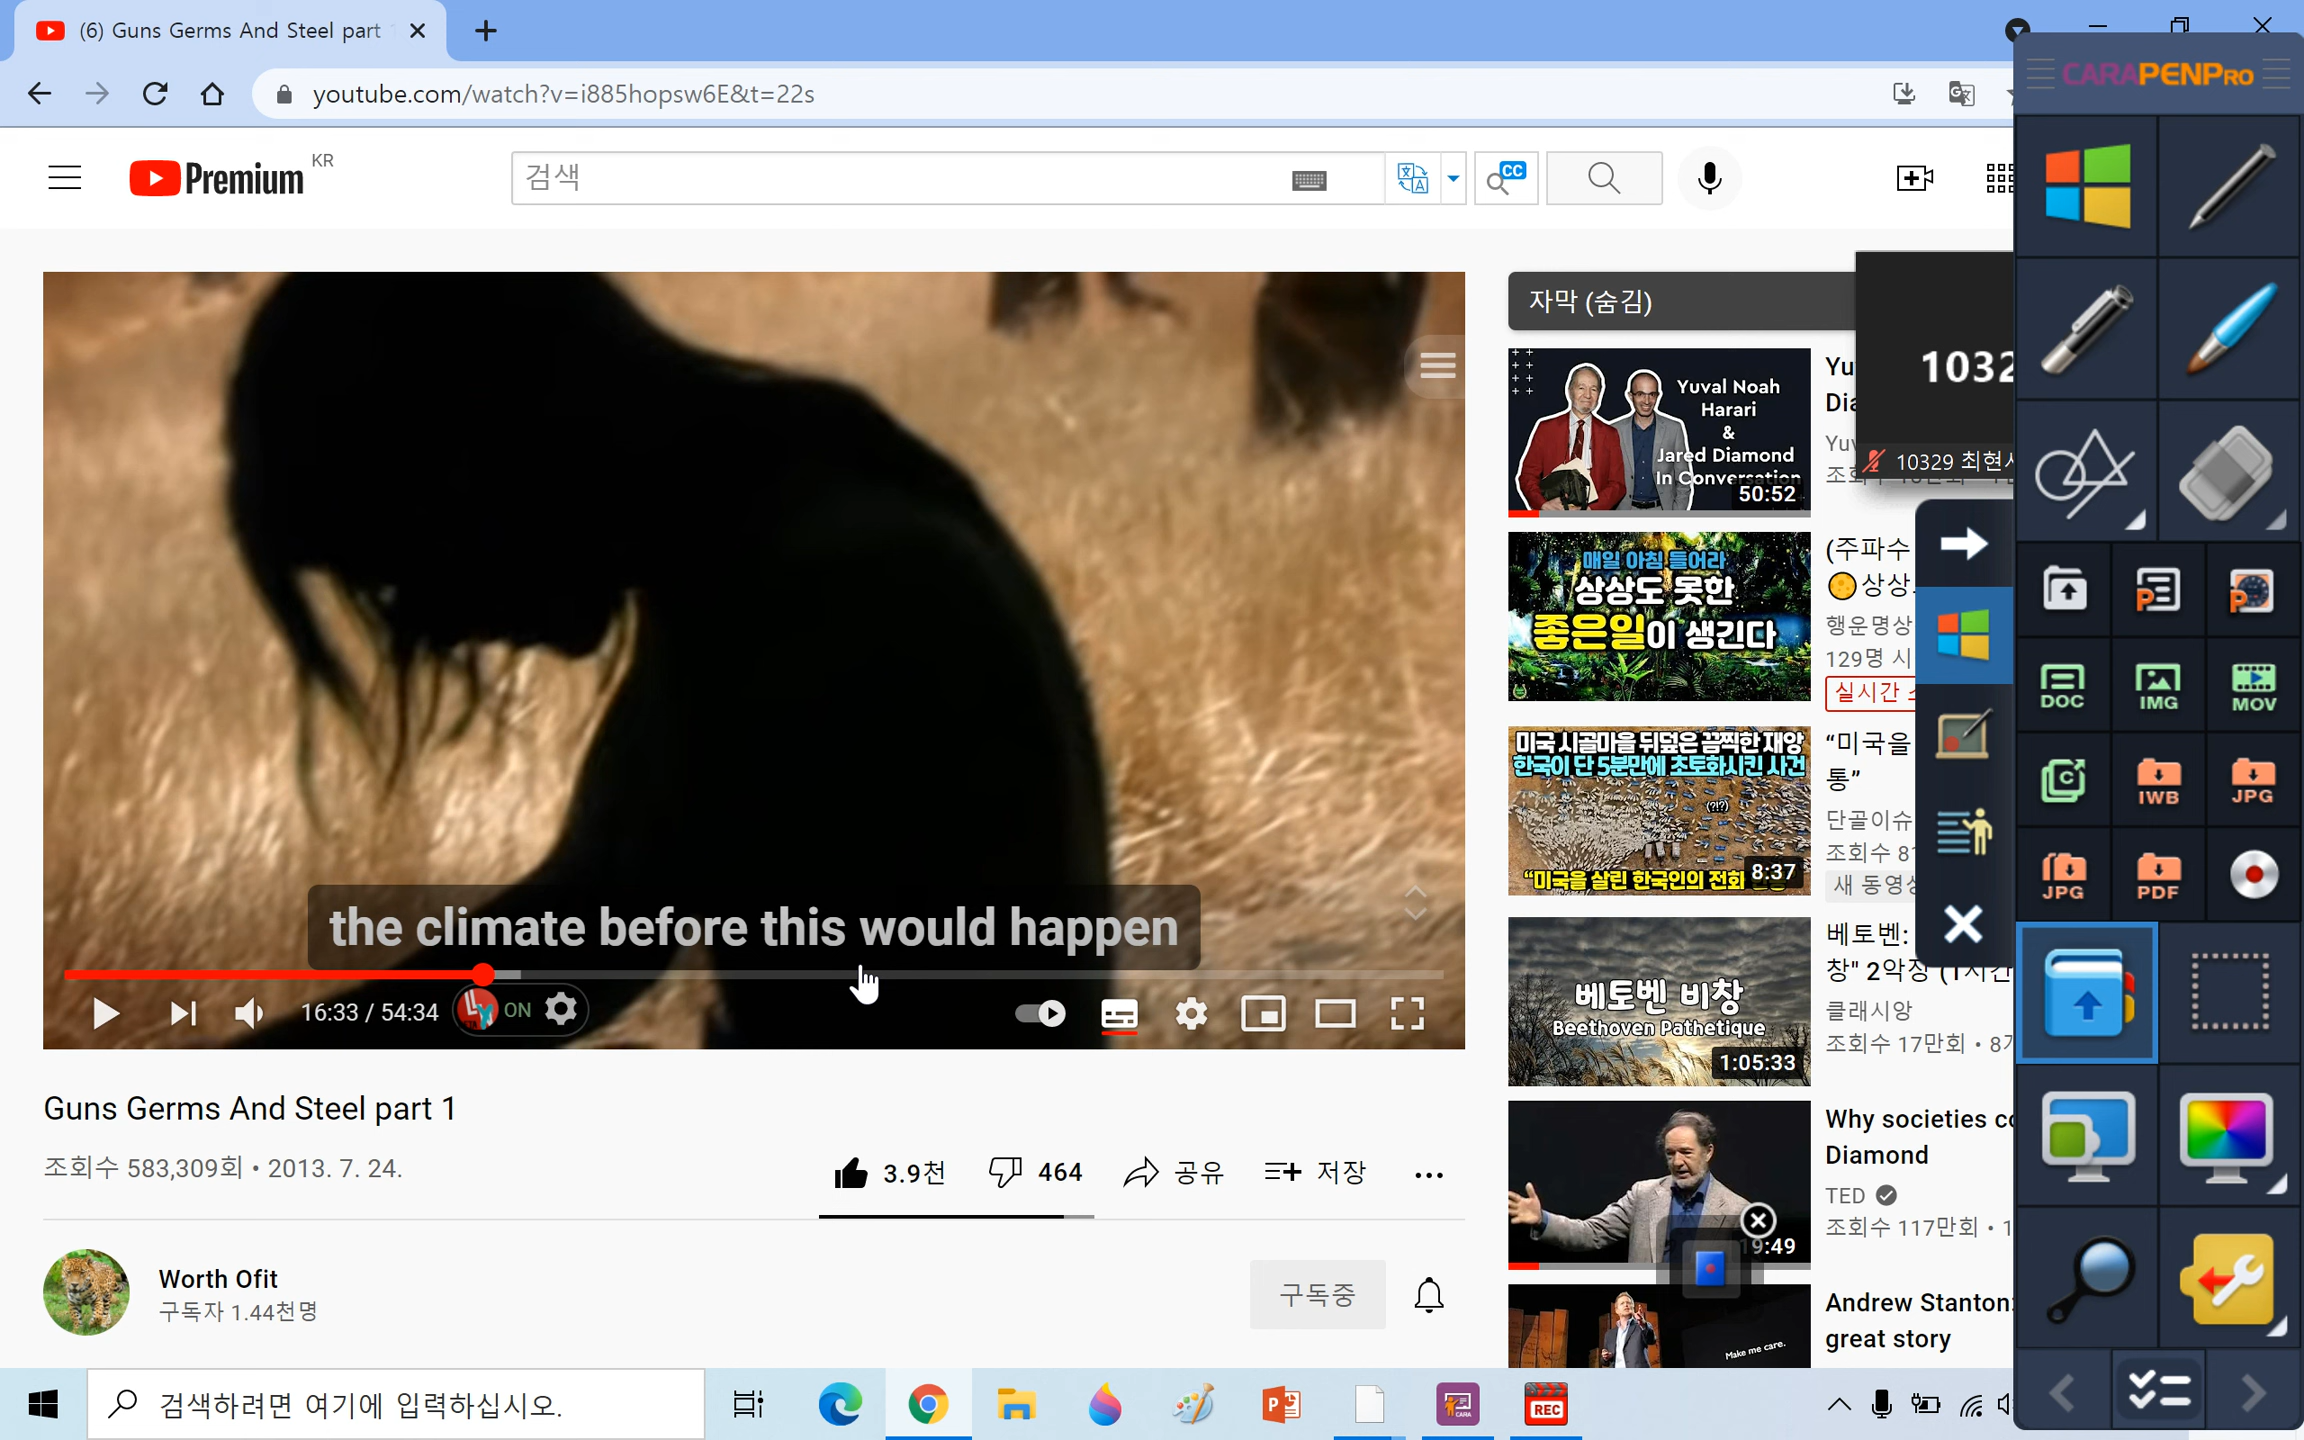 (6) Guns Germs And Steel part
youtube.com/watch?v=i885hopsw6E&t=22s
CARAPENPRO
Premium KR
검색
CC
자막 (숨김)
1032
10329 최현
Yuval Noah
Harari
&
Jared Diamond
In Conversation
50:52
매일 아침 들어라
상상도 못한
좋은일이 생긴다
(주파수
상상
행운명상
129명 시
실시간
미국 시골마을 뒤덮은 끔찍한 재앙
한국이 단 5분만에 초토화시킨 사건
(?!?)
“미국을 살린 한국인의 전화
8:37
“미국을
통”
단골이슈
조회수 8
새 동영상
베토벤 비창
Beethoven Pathetique
1:05:33
베토벤:
창" 2악장 (1시간
클래시앙
조회수 17만회 • 8
the climate before this would happen
16:33 / 54:34
ON
Guns Germs And Steel part 1
조회수 583,309회 • 2013. 7. 24.
3.9천
464
공유
저장
Worth Ofit
구독자 1.44천명
구독중
Why societies co
Diamond
TED
조회수 117만회 • 1
19:49
Make me care.
Andrew Stanton:
great story
DOC
IMG
MOV
IWB
JPG
JPG
PDF
검색하려면 여기에 입력하십시오.
CARA
REC